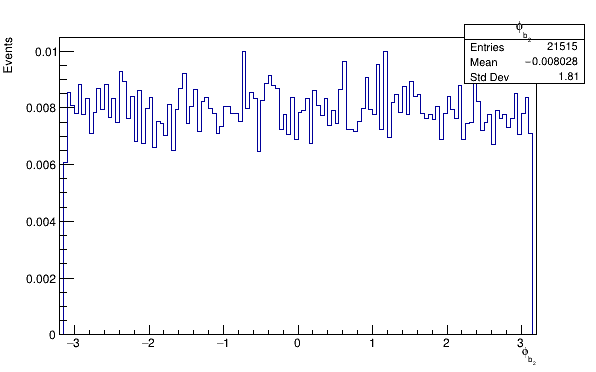 ϕb2
Entries 21515
Mean −0.008028
Std Dev 1.81
Events
0.01
0.008
0.006
0.004
0.002
0
−3 −2 −1 0 1 2 3
ϕb2